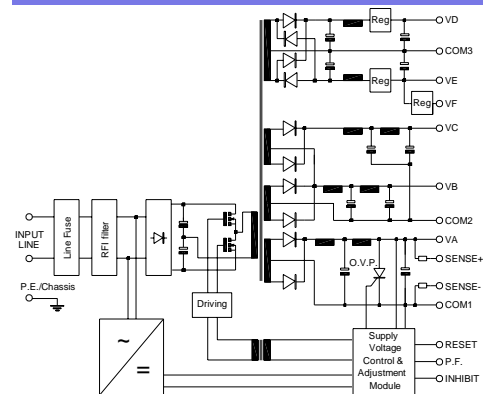 Reg
VD
COM3
Reg
VE
Reg
VF
VC
VB
COM2
VA
O.V.P.
SENSE+
SENSE-
COM1
INPUT
LINE
Line Fuse
RFI filter
P.E./Chassis
Driving
~
=
Supply
Voltage
Control &
Adjustment
Module
RESET
P.F.
INHIBIT